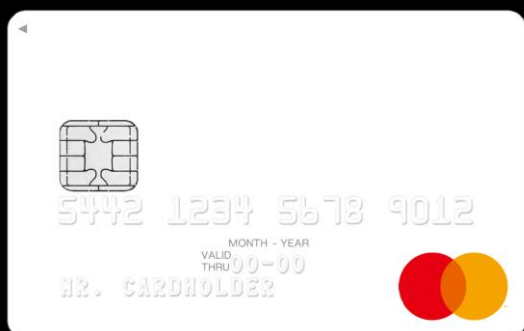 5442 1234 5678 9012
MONTH - YEAR
VALID
THRU 00-00
MR. CARDHOLDER